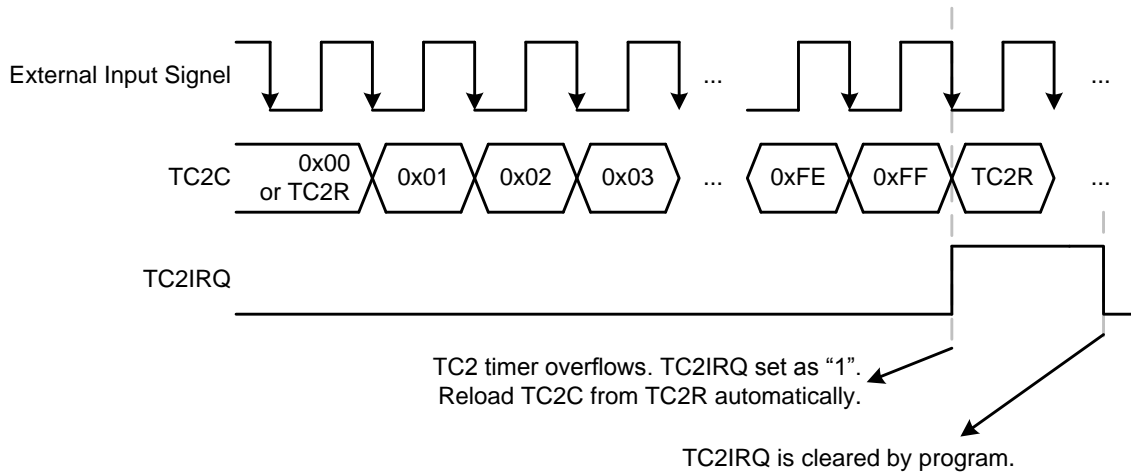 External Input Signel
...
...
TC2C
0x00
or TC2R
0x01
0x02
0x03
...
0xFE
0xFF
TC2R
...
TC2IRQ
TC2 timer overflows. TC2IRQ set as “1”.
Reload TC2C from TC2R automatically.
TC2IRQ is cleared by program.